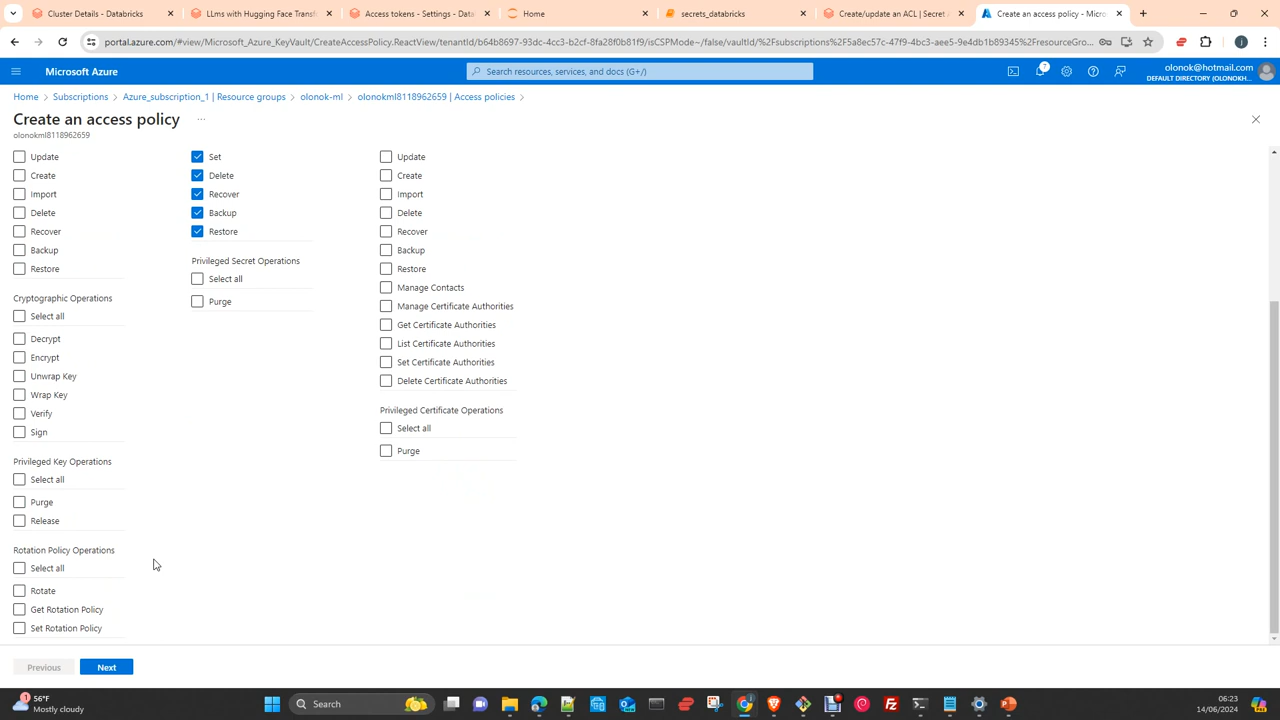 Cluster Details - Databricks
LLms with Hugging Face Transf
Access tokens - Settings - Data
Home
secrets_databricks
Create/update an ACL | Secret A
Create an access policy - Micros
portal.azure.com/#view/Microsoft_Azure_KeyVault/CreateAccessPolicy.ReactView/tenantId/b64b8697-93dc-4cc3-b2cf-8fa28f0b81f9/isCSPMode~/false/vaultId/%2Fsubscriptions%2F5a8ec57c-47f9-4bc3-aee5-9e4db1b89345%2FresourceGro...
Microsoft Azure
Search resources, services, and docs (G+/)
7
olonok@hotmail.com
DEFAULT DIRECTORY (OLONOKH...
Home > Subscriptions > Azure_subscription_1 | Resource groups > olonok-ml > olonokml8118962659 | Access policies >
Create an access policy ...
olonokml8118962659
Update
Create
Import
Delete
Recover
Backup
Restore
Cryptographic Operations
Select all
Decrypt
Encrypt
Unwrap Key
Wrap Key
Verify
Sign
Privileged Key Operations
Select all
Purge
Release
Rotation Policy Operations
Select all
Rotate
Get Rotation Policy
Set Rotation Policy
Set
Delete
Recover
Backup
Restore
Privileged Secret Operations
Select all
Purge
Update
Create
Import
Delete
Recover
Backup
Restore
Manage Contacts
Manage Certificate Authorities
Get Certificate Authorities
List Certificate Authorities
Set Certificate Authorities
Delete Certificate Authorities
Privileged Certificate Operations
Select all
Purge
Previous
Next
1
56°F
Mostly cloudy
Search
06:23
14/06/2024